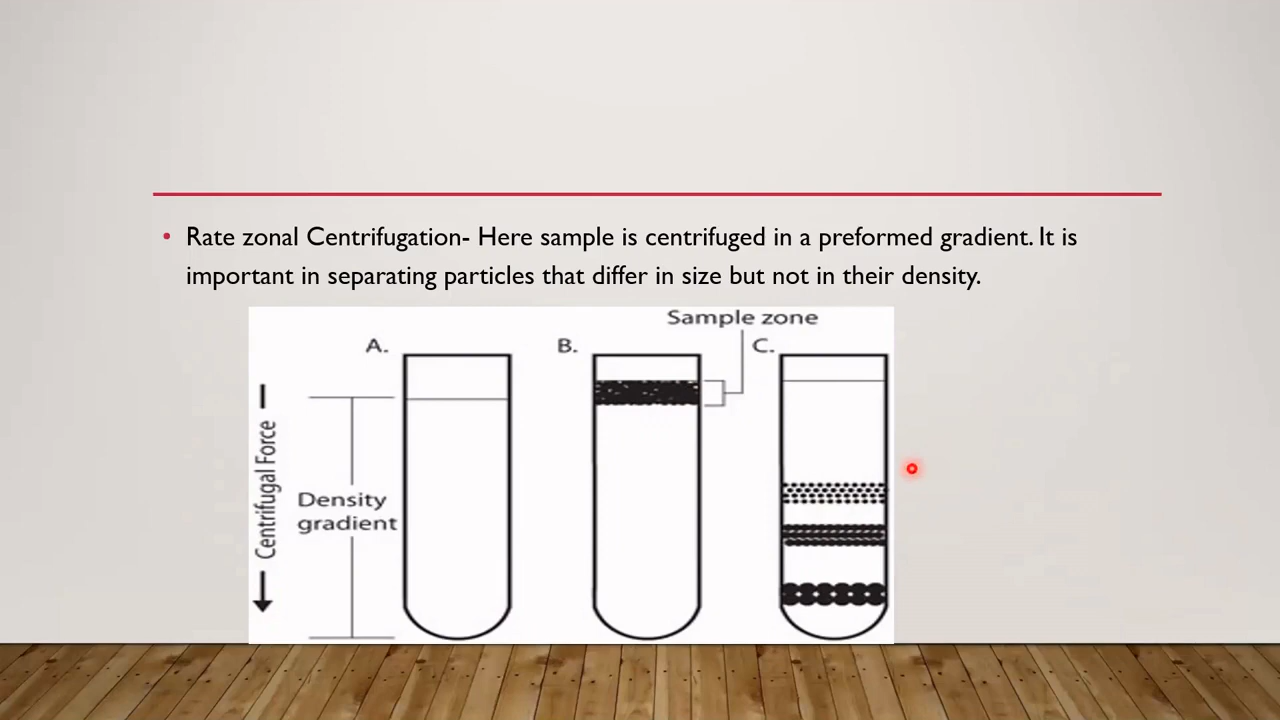 • Rate zonal Centrifugation- Here sample is centrifuged in a preformed gradient. It is
important in separating particles that differ in size but not in their density.
Sample zone
A.
B.
C.
Centrifugal Force
Density
gradient